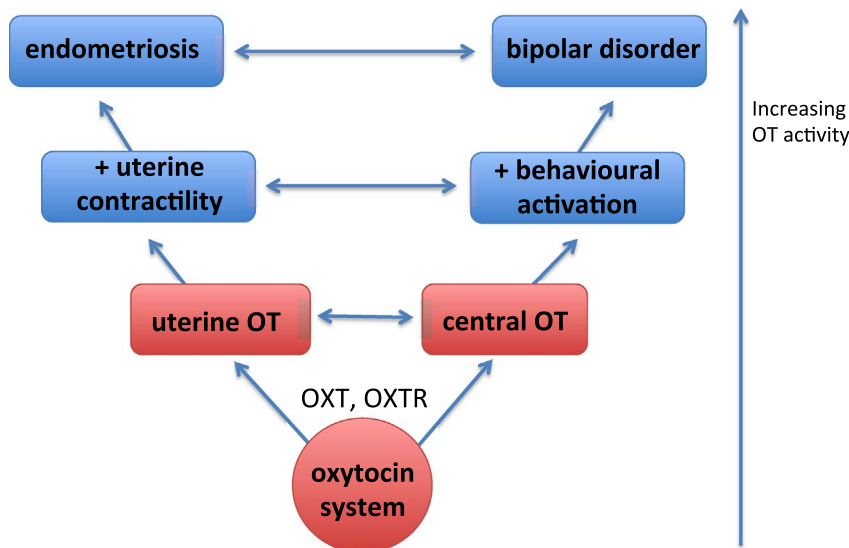 endometriosis
bipolar disorder
Increasing
OT activity
+ uterine
contractility
+ behavioural
activation
uterine OT
central OT
OXT, OXTR
oxytocin
system